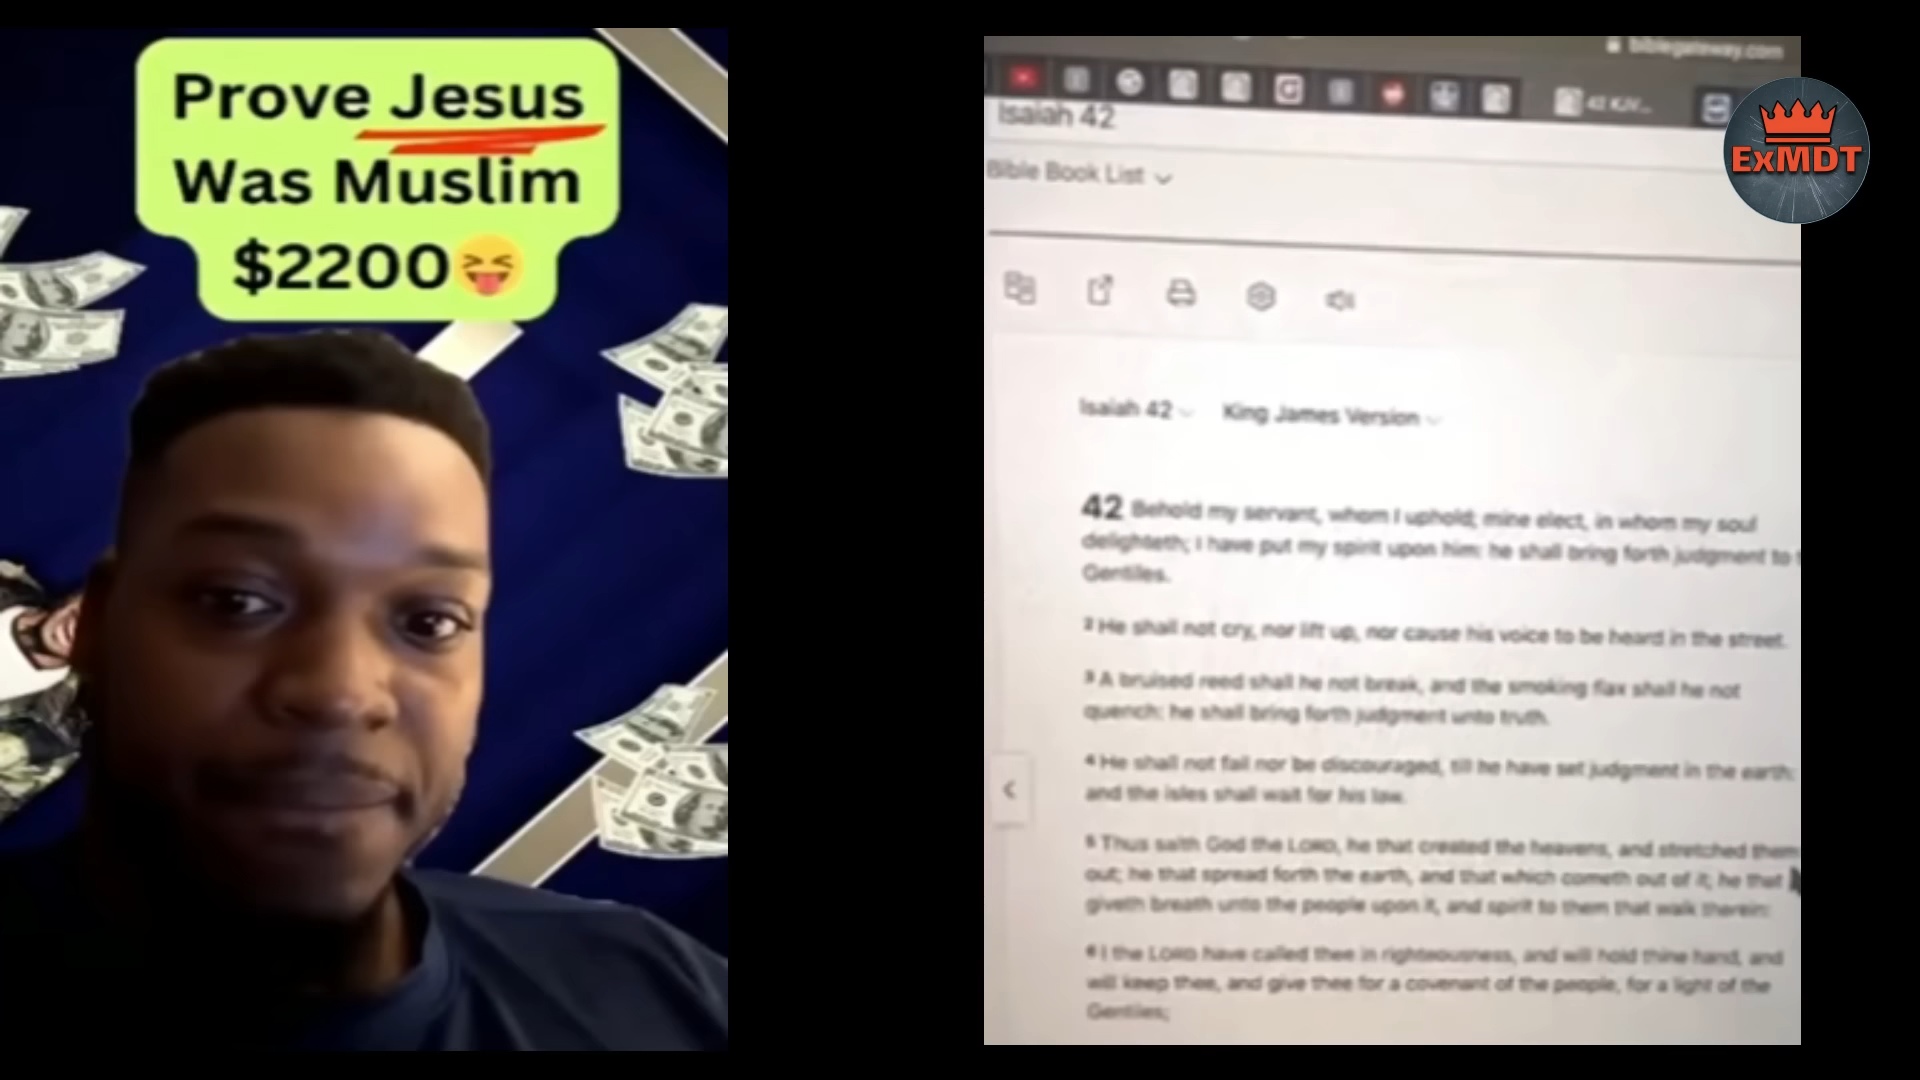 Prove Jesus
Was Muslim
$2200
biblegateway.com
42 KJV...
Isaiah 42
Bible Book List
ExMDT
Isaiah 42 King James Version
42 Behold my servant, whom I uphold; mine elect, in whom my soul
delighteth; I have put my spirit upon him: he shall bring forth judgment to
Gentiles.
2 He shall not cry, nor lift up, nor cause his voice to be heard in the street.
3 A bruised reed shall he not break, and the smoking flax shall he not
quench: he shall bring forth judgment unto truth.
4 He shall not fail nor be discouraged, till he have set judgment in the earth:
and the isles shall wait for his law.
5 Thus saith God the LORD, he that created the heavens, and stretched them
out; he that spread forth the earth, and that which cometh out of it; he that
giveth breath unto the people upon it, and spirit to them that walk therein:
6 I the LORD have called thee in righteousness, and will hold thine hand, and
will keep thee, and give thee for a covenant of the people, for a light of the
Gentiles;